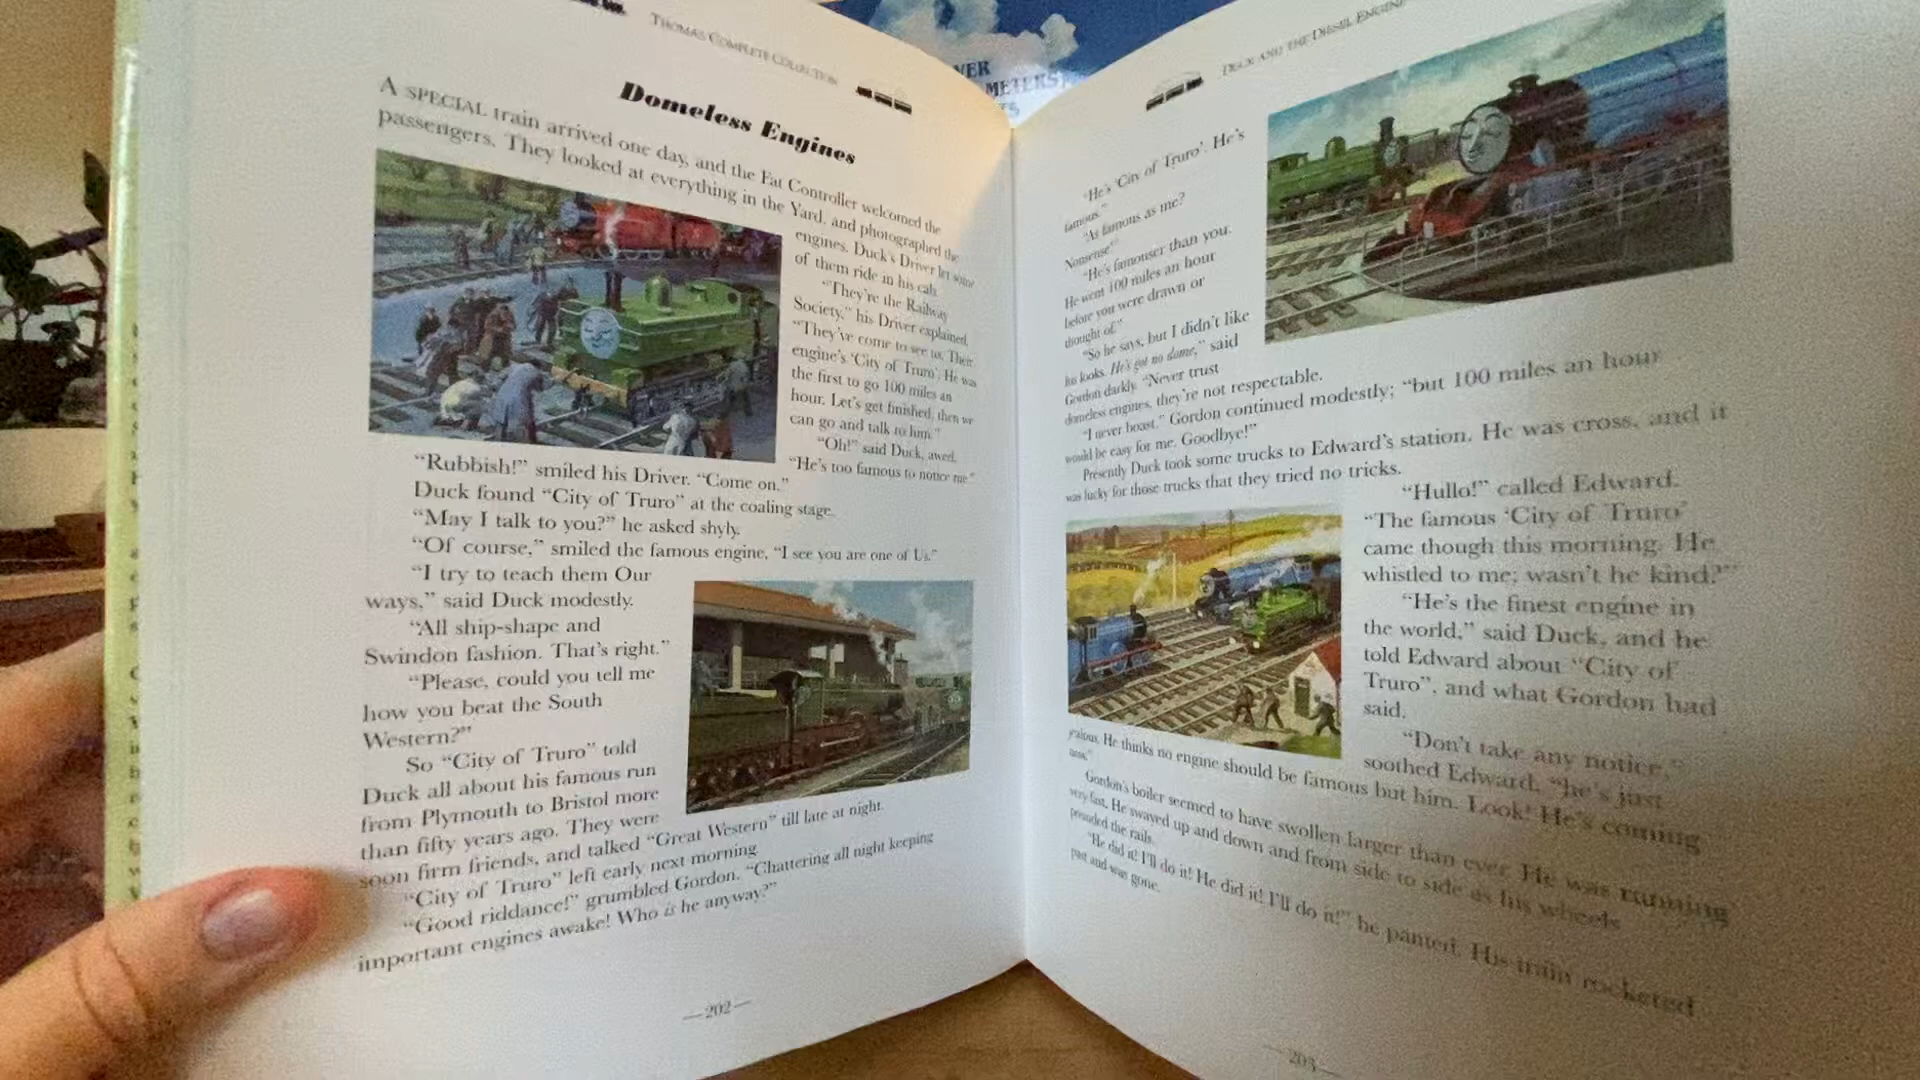 THOMAS COMPLETE COLLECTION
Domeless Engines
A SPECIAL train arrived one day, and the Fat Controller welcomed the
passengers. They looked at everything in the Yard, and photographed the
engines. Duck's Driver let some
of them ride in his cab.
"They're the Railway
Society," his Driver explained.
"They've come to see us. Their
engine's 'City of Truro'. He was
the first to go 100 miles an
hour. Let's get finished, then we
can go and talk to him."
"Oh!" said Duck, awed.
"He's too famous to notice me."
"Rubbish!" smiled his Driver. "Come on."
Duck found "City of Truro" at the coaling stage.
"May I talk to you?" he asked shyly.
"Of course," smiled the famous engine, "I see you are one of Us."
"I try to teach them Our
ways," said Duck modestly.
"All ship-shape and
Swindon fashion. That's right."
"Please, could you tell me
how you beat the South
Western?"
So "City of Truro" told
Duck all about his famous run
from Plymouth to Bristol more
than fifty years ago. They were
soon firm friends, and talked "Great Western" till late at night.
"City of Truro" left early next morning.
"Good riddance!" grumbled Gordon. "Chattering all night keeping
important engines awake! Who is he anyway?"
—202—
VER
METERS
DUCK AND THE DIESEL ENGINE
"He's 'City of Truro'. He's
famous."
"As famous as me?
Nonsense!"
"He's famouser than you.
He went 100 miles an hour
before you were drawn or
thought of."
"So he says, but I didn't like
his looks. He's got no dome," said
Gordon darkly. "Never trust
domeless engines, they're not respectable.
"I never boast." Gordon continued modestly; "but 100 miles an hour
would be easy for me. Goodbye!"
Presently Duck took some trucks to Edward's station. He was cross, and it
was lucky for those trucks that they tried no tricks.
"Hullo!" called Edward.
"The famous 'City of Truro'
came though this morning. He
whistled to me; wasn't he kind?"
"He's the finest engine in
the world," said Duck, and he
told Edward about "City of
Truro", and what Gordon had
said.
"Don't take any notice,"
soothed Edward, "he's just
jealous. He thinks no engine should be famous but him. Look! He's coming
now."
Gordon's boiler seemed to have swollen larger than ever. He was running
very fast. He swayed up and down and from side to side as his wheels
pounded the rails.
"He did it! I'll do it! He did it! I'll do it!" he panted. His train rocketed
past and was gone.
—203—